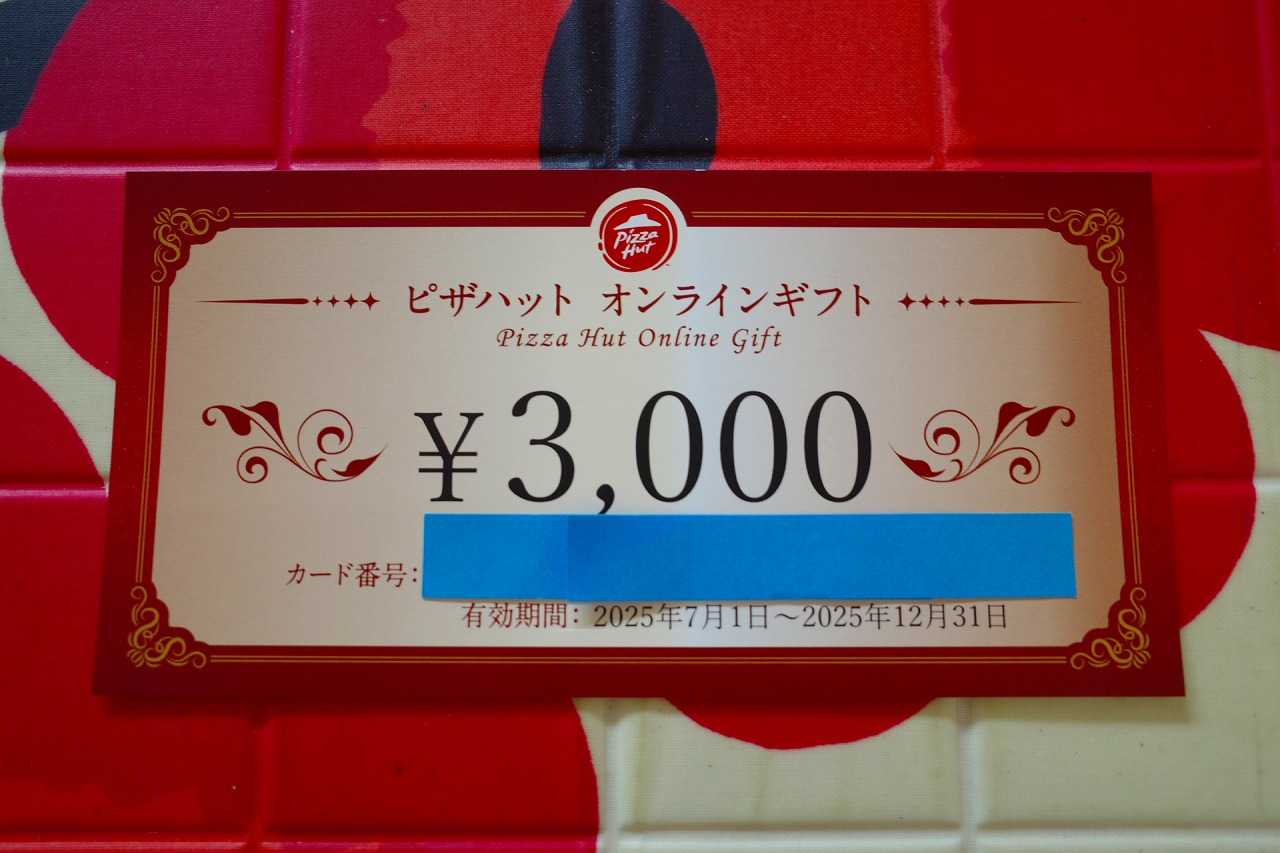 Pizza
Hut
ピザハット オンラインギフト
Pizza Hut Online Gift
¥3,000
カード番号:
有効期間: 2025年7月1日～2025年12月31日